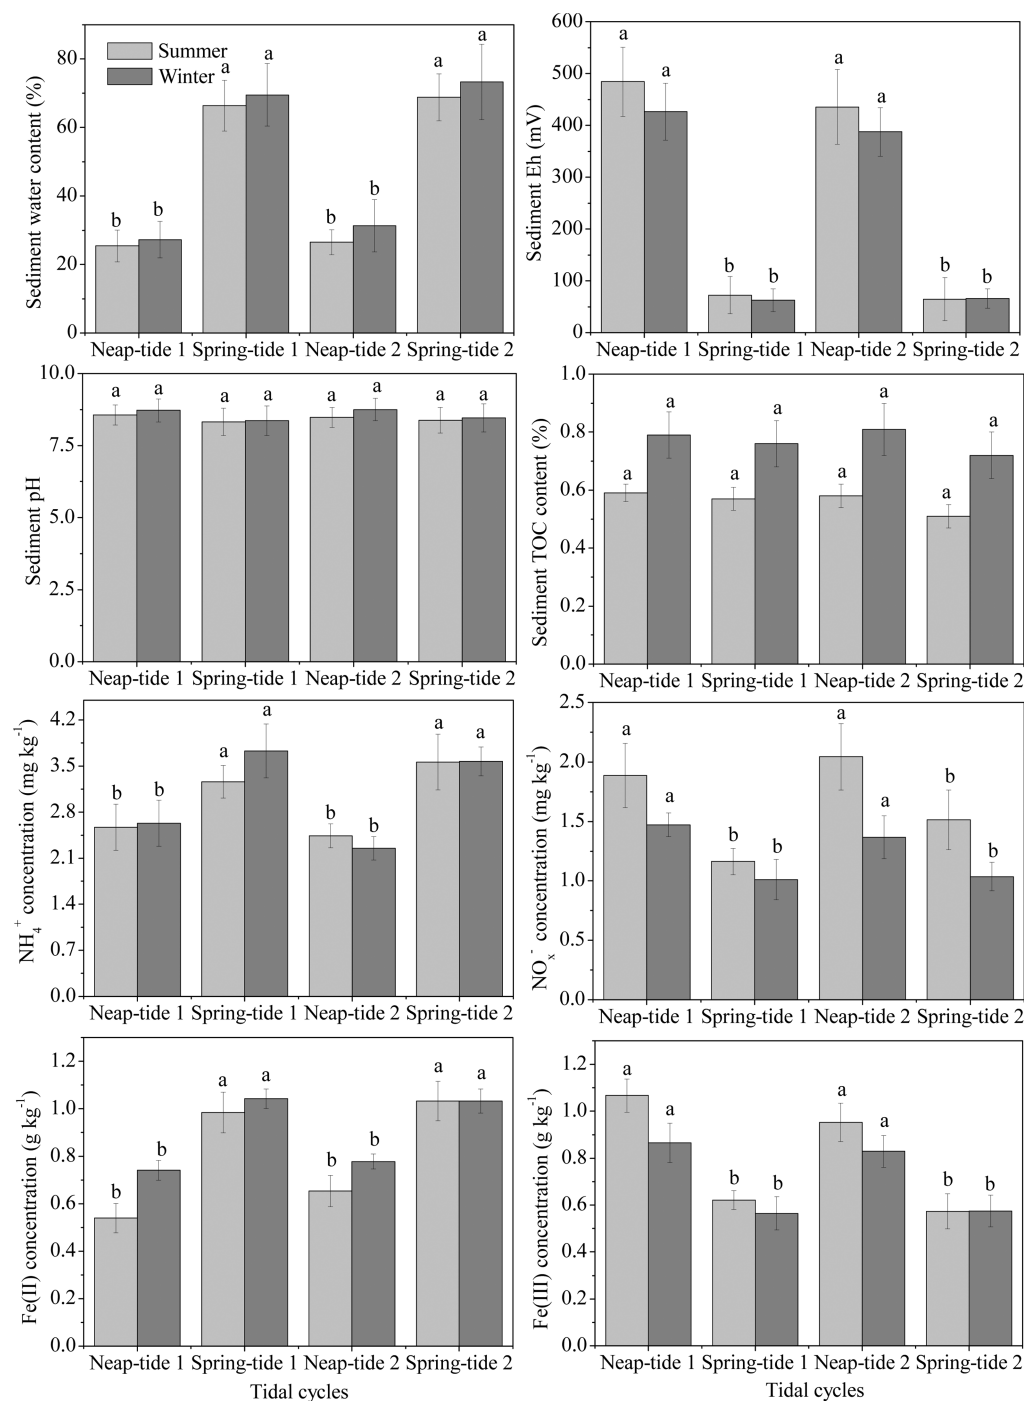 Sediment water content (%)
80
60
40
20
0
Summer
Winter
b b a a b b a a
Neap-tide 1 Spring-tide 1 Neap-tide 2 Spring-tide 2
Sediment Eh (mV)
600
500
400
300
200
100
0
a a b b a a b b
Neap-tide 1 Spring-tide 1 Neap-tide 2 Spring-tide 2
Sediment pH
10.0
7.5
5.0
2.5
0.0
a a a a a a a a
Neap-tide 1 Spring-tide 1 Neap-tide 2 Spring-tide 2
Sediment TOC content (%)
1.0
0.8
0.6
0.4
0.2
0.0
a a a a a a a a
Neap-tide 1 Spring-tide 1 Neap-tide 2 Spring-tide 2
NH₄⁺ concentration (mg kg⁻¹)
4.2
3.5
2.8
2.1
1.4
0.7
0.0
b b a a b b a a
Neap-tide 1 Spring-tide 1 Neap-tide 2 Spring-tide 2
NOₓ⁻ concentration (mg kg⁻¹)
2.5
2.0
1.5
1.0
0.5
0.0
a a b b a a b b
Neap-tide 1 Spring-tide 1 Neap-tide 2 Spring-tide 2
Fe(II) concentration (g kg⁻¹)
1.2
1.0
0.8
0.6
0.4
0.2
0.0
b b a a b b a a
Neap-tide 1 Spring-tide 1 Neap-tide 2 Spring-tide 2
Tidal cycles
Fe(III) concentration (g kg⁻¹)
1.2
1.0
0.8
0.6
0.4
0.2
0.0
a a b b a a b b
Neap-tide 1 Spring-tide 1 Neap-tide 2 Spring-tide 2
Tidal cycles